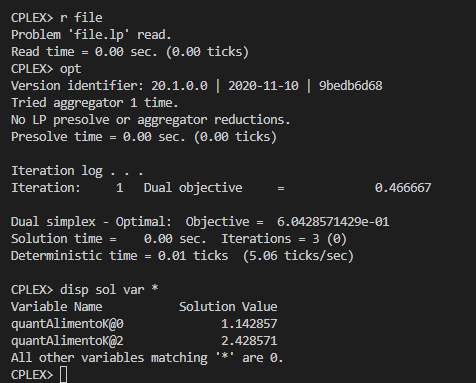 CPLEX> r file
Problem 'file.lp' read.
Read time = 0.00 sec. (0.00 ticks)
CPLEX> opt
Version identifier: 20.1.0.0 | 2020-11-10 | 9bedb6d68
Tried aggregator 1 time.
No LP presolve or aggregator reductions.
Presolve time = 0.00 sec. (0.00 ticks)

Iteration log . . .
Iteration:     1   Dual objective     =             0.466667

Dual simplex - Optimal:  Objective =  6.0428571429e-01
Solution time =    0.00 sec.  Iterations = 3 (0)
Deterministic time = 0.01 ticks  (5.06 ticks/sec)

CPLEX> disp sol var *
Variable Name           Solution Value
quantAlimentoK@0              1.142857
quantAlimentoK@2              2.428571
All other variables matching '*' are 0.
CPLEX>